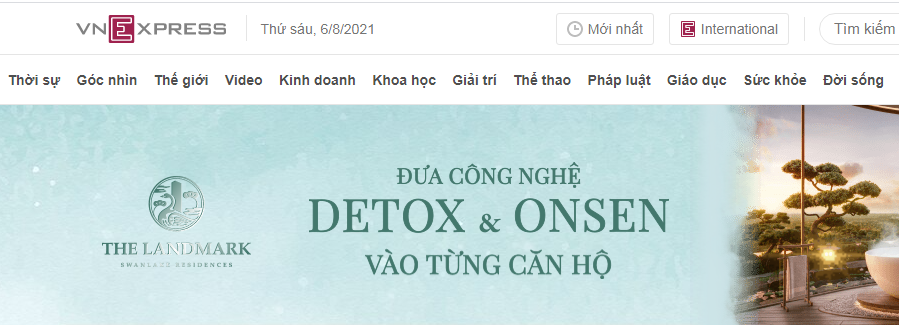 VNEXPRESS Thứ sáu, 6/8/2021 Mới nhất E International Tìm kiếm
Thời sự Góc nhìn Thế giới Video Kinh doanh Khoa học Giải trí Thể thao Pháp luật Giáo dục Sức khỏe Đời sống
ĐƯA CÔNG NGHỆ
DETOX & ONSEN
VÀO TỪNG CĂN HỘ
THE LANDMARK
SWANLAKE RESIDENCES